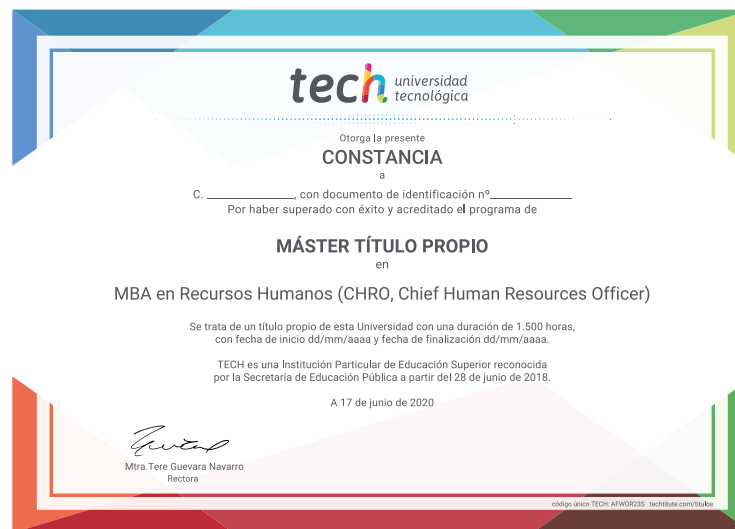 tech universidad
tecnológica
Otorga la presente
CONSTANCIA
a
C. ________________, con documento de identificación nº______________
Por haber superado con éxito y acreditado el programa de
MÁSTER TÍTULO PROPIO
en
MBA en Recursos Humanos (CHRO, Chief Human Resources Officer)
Se trata de un título propio de esta Universidad con una duración de 1.500 horas,
con fecha de inicio dd/mm/aaaa y fecha de finalización dd/mm/aaaa.
TECH es una Institución Particular de Educación Superior reconocida
por la Secretaría de Educación Pública a partir del 28 de junio de 2018.
A 17 de junio de 2020
Mtra.Tere Guevara Navarro
Rectora
código único TECH: AFWOR23S techtitute.com/titulos